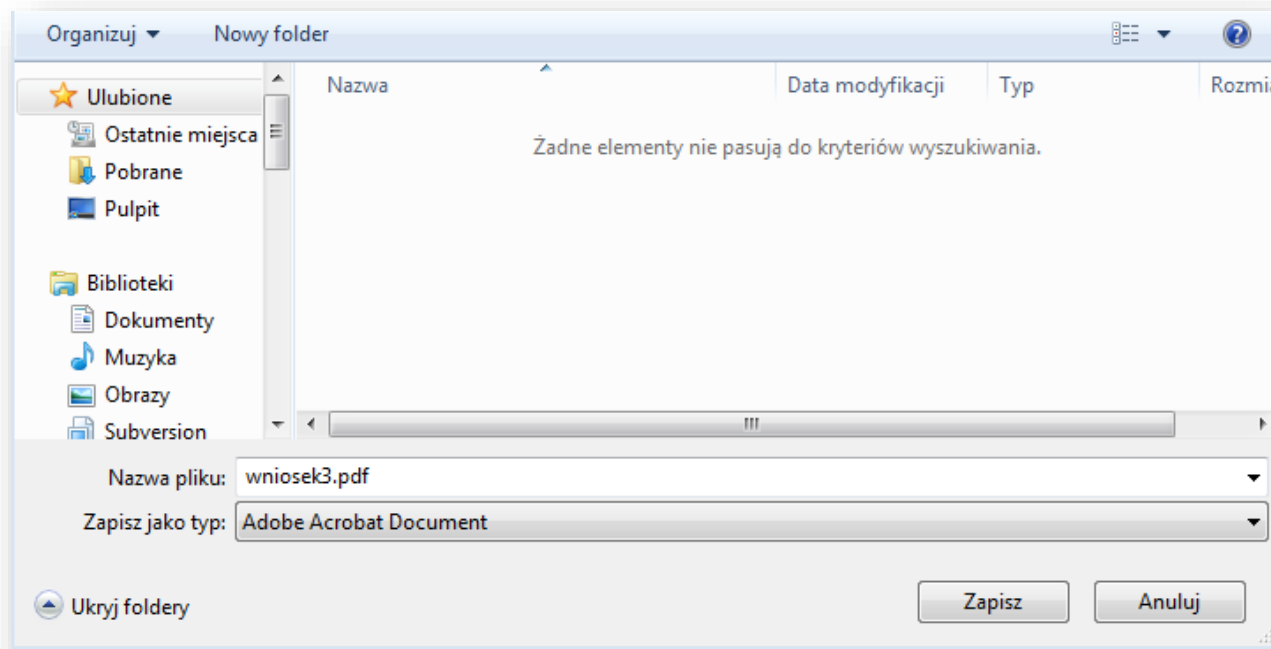 Organizuj Nowy folder
Nazwa Data modyfikacji Typ Rozmia
Żadne elementy nie pasują do kryteriów wyszukiwania.
Ulubione
Ostatnie miejsca
Pobrane
Pulpit
Biblioteki
Dokumenty
Muzyka
Obrazy
Subversion
Nazwa pliku: wniosek3.pdf
Zapisz jako typ: Adobe Acrobat Document
Ukryj foldery Zapisz Anuluj